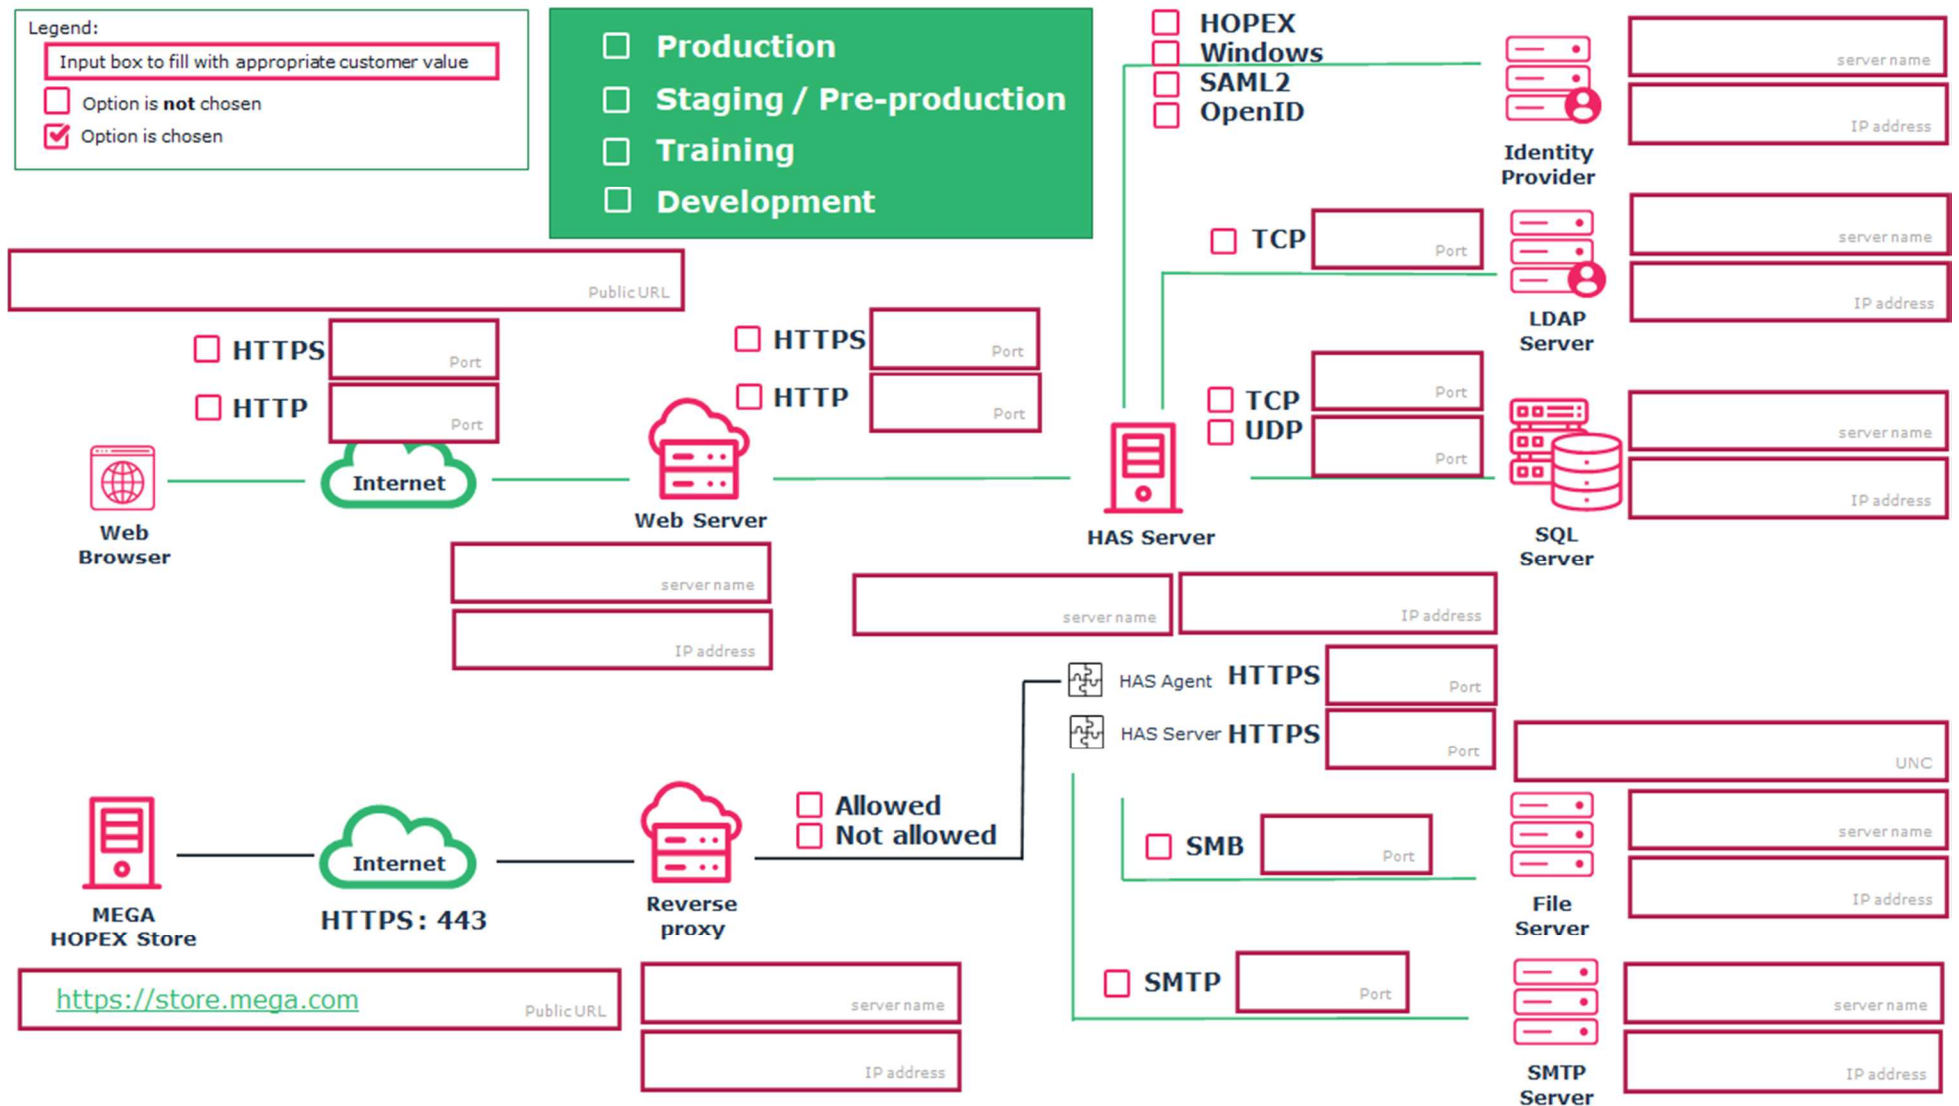 Legend:
Input box to fill with appropriate customer value
Option is not chosen
Option is chosen
Production
Staging / Pre-production
Training
Development
HOPEX
Windows
SAML2
OpenID
server name
IP address
Identity
Provider
TCP
Port
server name
IP address
LDAP
Server
Public URL
HTTPS
Port
HTTP
Port
HTTPS
Port
HTTP
Port
TCP
Port
UDP
Port
server name
IP address
Web
Browser
Internet
Web Server
HAS Server
SQL
Server
server name
IP address
server name
IP address
HAS Agent HTTPS
Port
HAS Server HTTPS
Port
UNC
Allowed
Not allowed
SMB
Port
server name
IP address
File
Server
MEGA
HOPEX Store
Internet
HTTPS: 443
Reverse
proxy
https://store.mega.com
Public URL
server name
IP address
SMTP
Port
server name
IP address
SMTP
Server